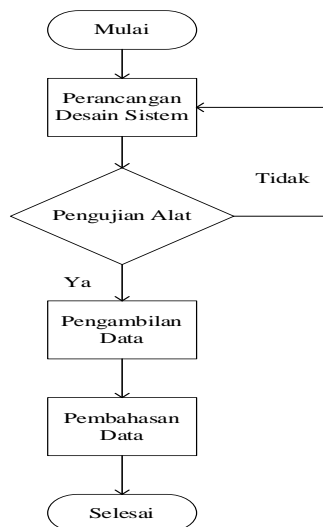 Mulai
Perancangan
Desain Sistem
Tidak
Pengujian Alat
Ya
Pengambilan
Data
Pembahasan
Data
Selesai